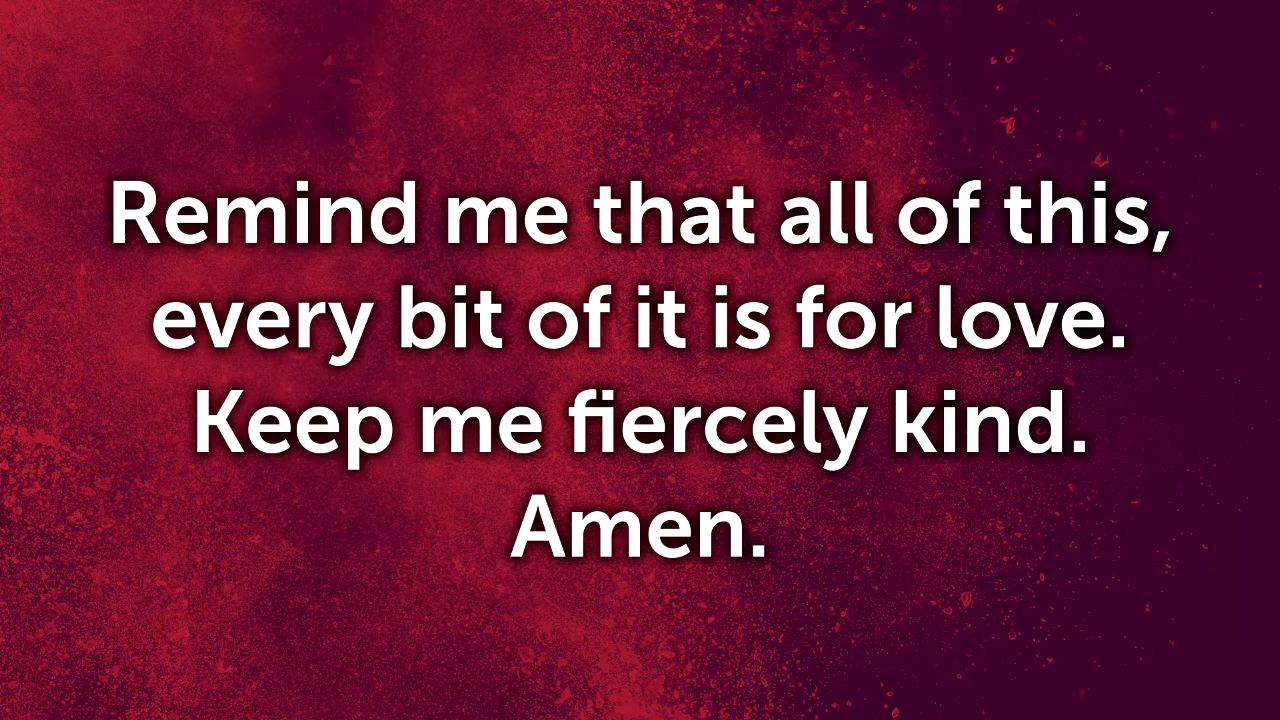 Remind me that all of this,
every bit of it is for love.
Keep me fiercely kind.
Amen.